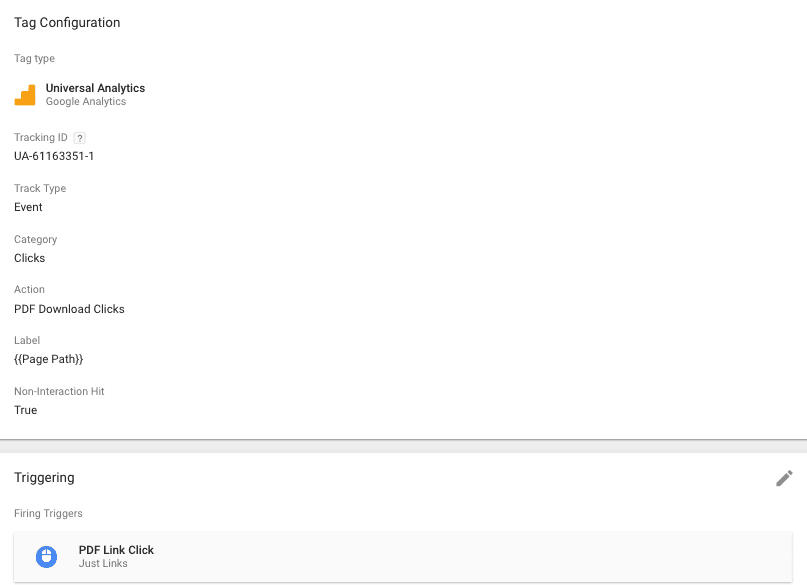 Tag Configuration
Tag type
Universal Analytics
Google Analytics
Tracking ID ?
UA-61163351-1
Track Type
Event
Category
Clicks
Action
PDF Download Clicks
Label
{{Page Path}}
Non-Interaction Hit
True
Triggering
Firing Triggers
PDF Link Click
Just Links